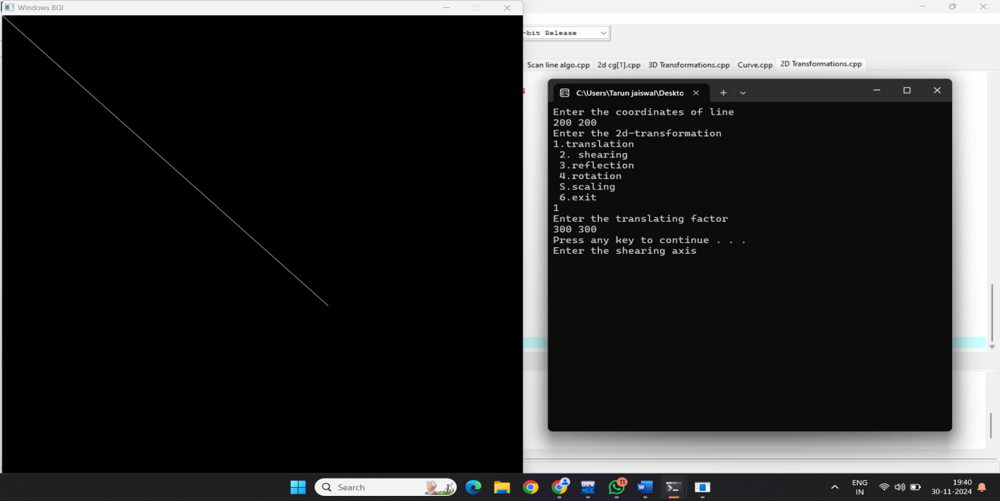 Windows BGI
-bit Release
Scan line algo.cpp 2d cg[1].cpp 3D Transformations.cpp Curve.cpp 2D Transformations.cpp
C:\Users\Tarun jaiswal\Deskto
Enter the coordinates of line
200 200
Enter the 2d-transformation
1.translation
2. shearing
3.reflection
4.rotation
S.scaling
6.exit
1
Enter the translating factor
300 300
Press any key to continue . . .
Enter the shearing axis
Search
DEV
11
W
ENG
IN
19:40
30-11-2024